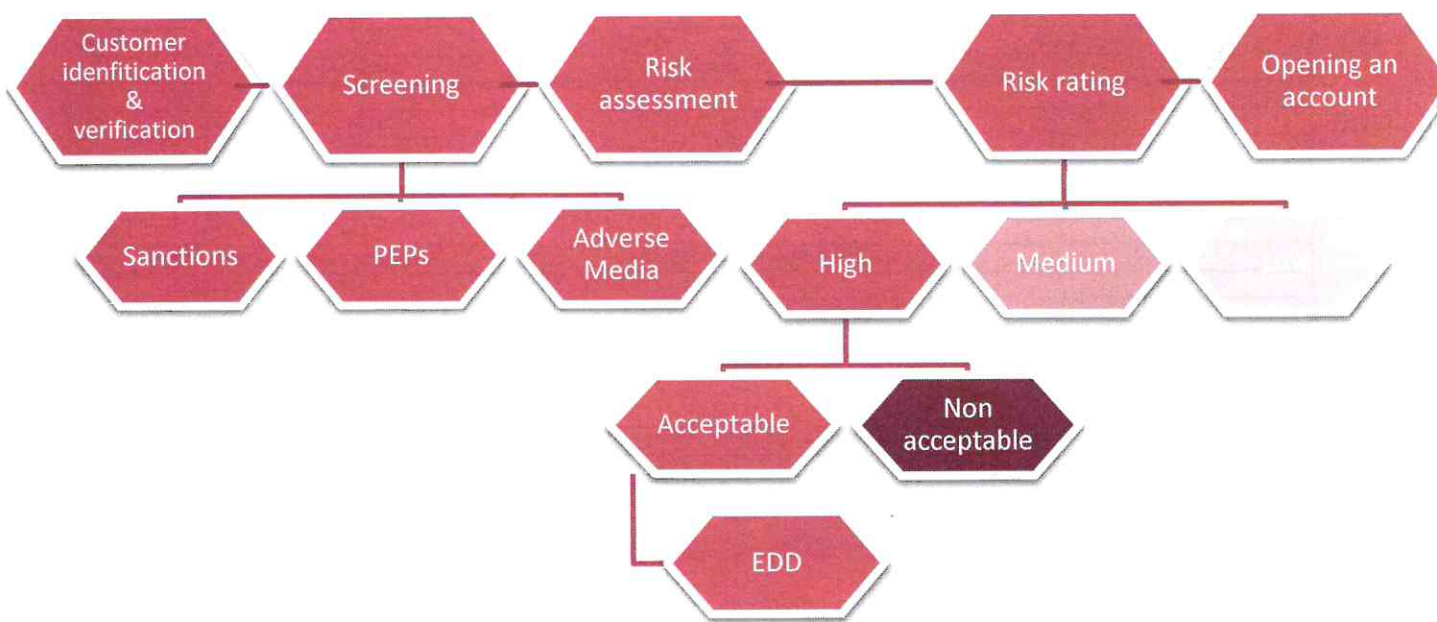 Customer
idenfitication
&
verification
Screening
Risk
assessment
Risk rating
Opening an
account
Sanctions
PEPs
Adverse
Media
High
Medium
Acceptable
Non
acceptable
EDD